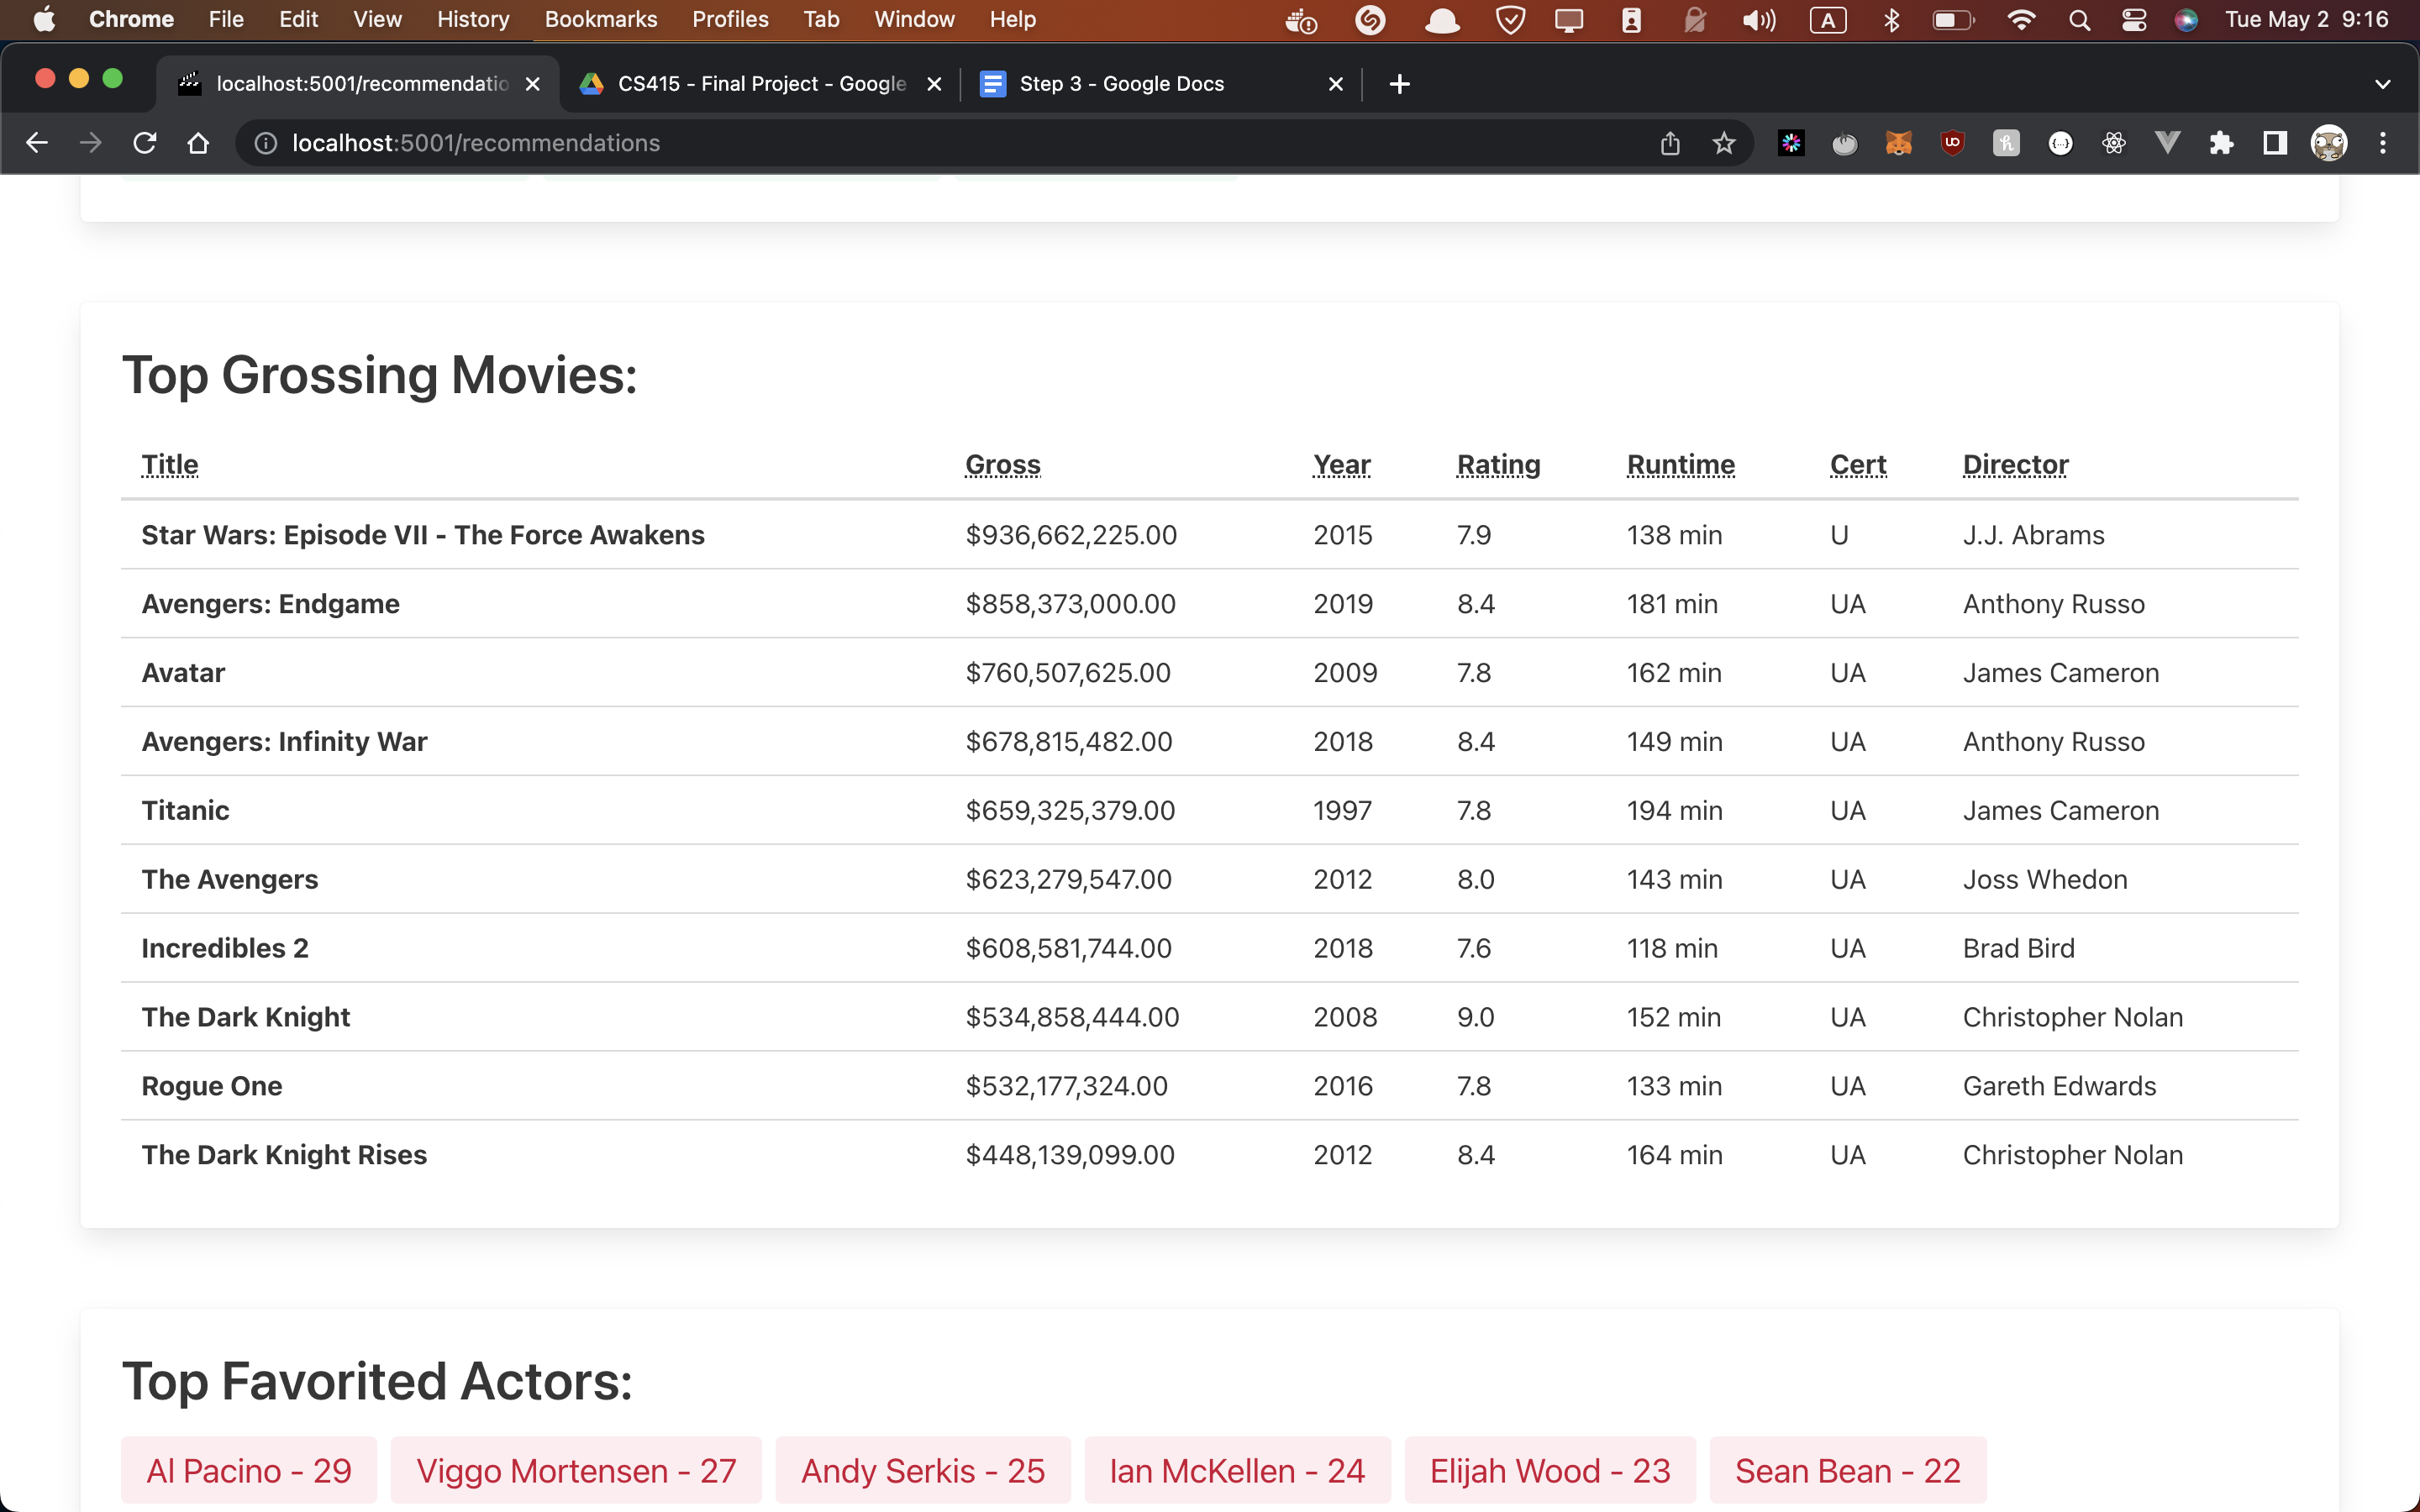 Chrome File Edit View History Bookmarks Profiles Tab Window Help A Tue May 2 9:16
localhost:5001/recommendatio CS415 - Final Project - Google Step 3 - Google Docs
localhost:5001/recommendations
Top Grossing Movies:
Title Gross Year Rating Runtime Cert Director
Star Wars: Episode VII - The Force Awakens $936,662,225.00 2015 7.9 138 min U J.J. Abrams
Avengers: Endgame $858,373,000.00 2019 8.4 181 min UA Anthony Russo
Avatar $760,507,625.00 2009 7.8 162 min UA James Cameron
Avengers: Infinity War $678,815,482.00 2018 8.4 149 min UA Anthony Russo
Titanic $659,325,379.00 1997 7.8 194 min UA James Cameron
The Avengers $623,279,547.00 2012 8.0 143 min UA Joss Whedon
Incredibles 2 $608,581,744.00 2018 7.6 118 min UA Brad Bird
The Dark Knight $534,858,444.00 2008 9.0 152 min UA Christopher Nolan
Rogue One $532,177,324.00 2016 7.8 133 min UA Gareth Edwards
The Dark Knight Rises $448,139,099.00 2012 8.4 164 min UA Christopher Nolan
Top Favorited Actors:
Al Pacino - 29 Viggo Mortensen - 27 Andy Serkis - 25 Ian McKellen - 24 Elijah Wood - 23 Sean Bean - 22